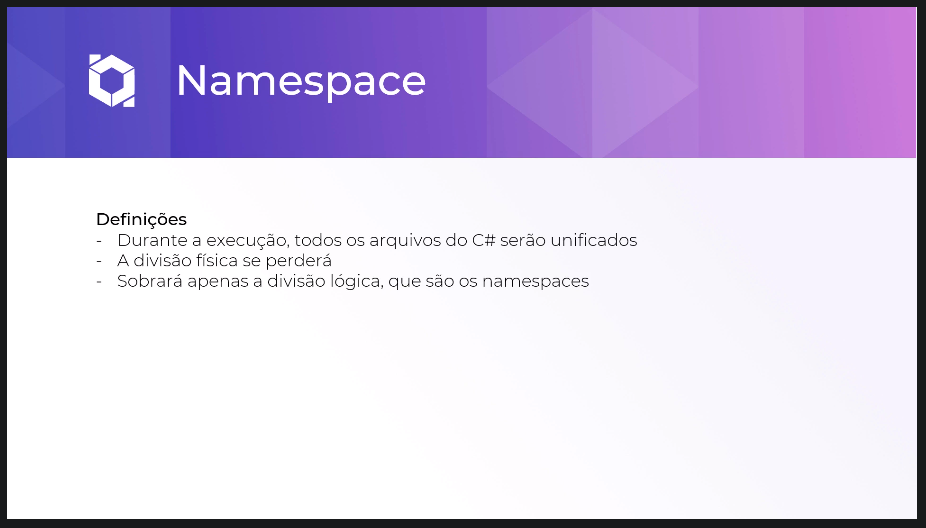 Namespace
Definições
- Durante a execução, todos os arquivos do C# serão unificados
- A divisão física se perderá
- Sobrará apenas a divisão lógica, que são os namespaces